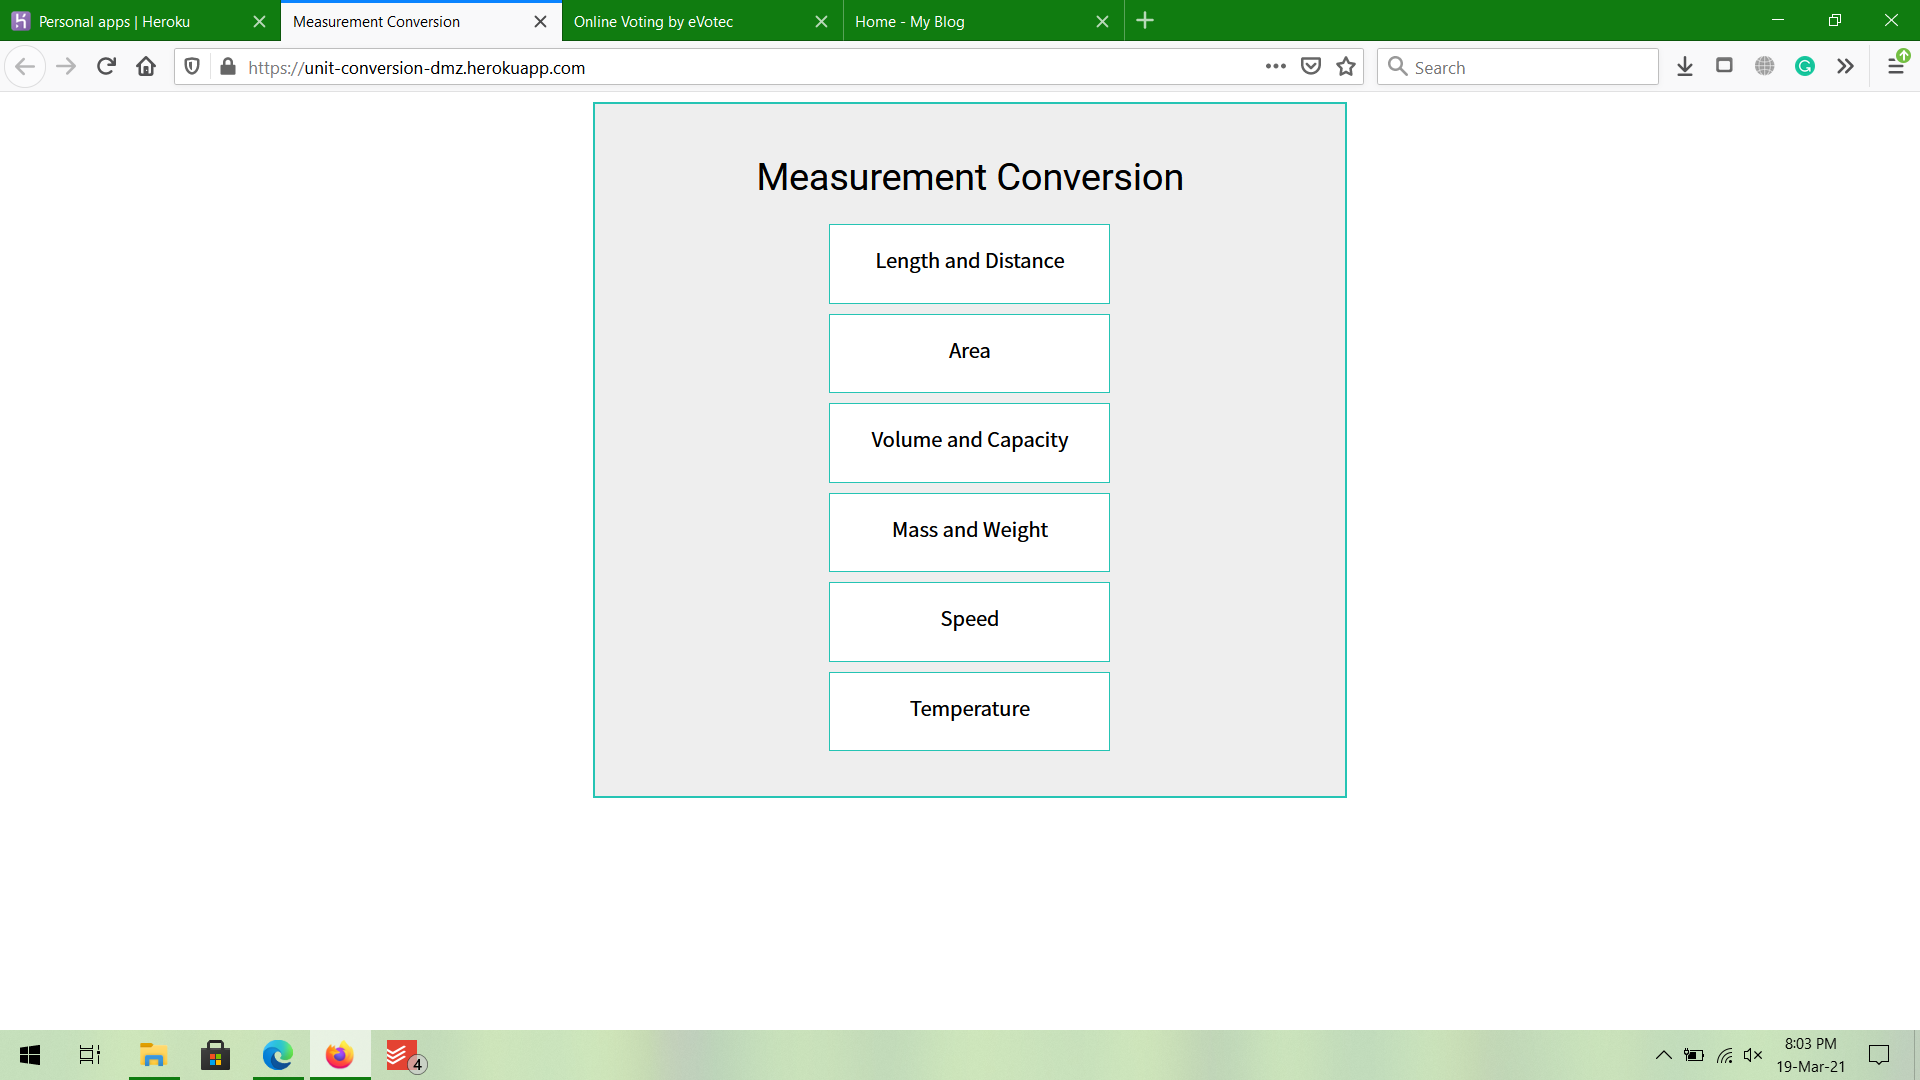 Personal apps | Heroku
Measurement Conversion
Online Voting by eVotec
Home - My Blog
https://unit-conversion-dmz.herokuapp.com
Search
Measurement Conversion
Length and Distance
Area
Volume and Capacity
Mass and Weight
Speed
Temperature
4
8:03 PM
19-Mar-21